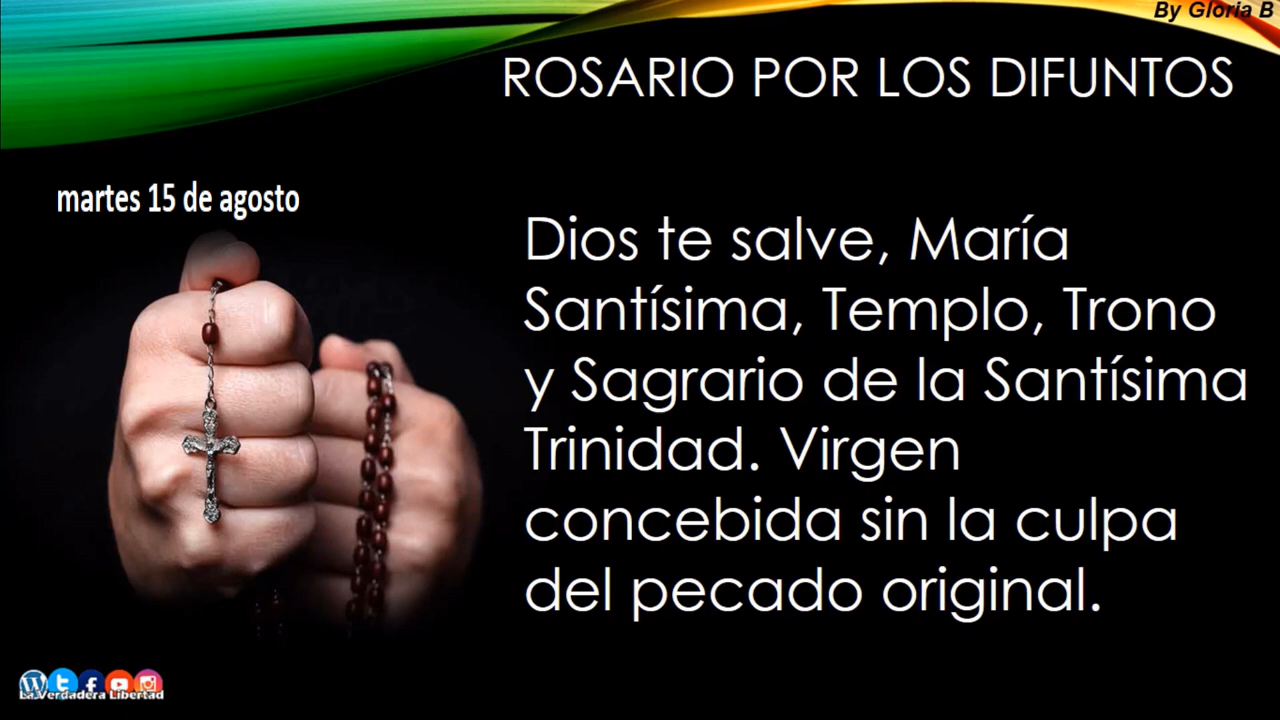 By Gloria B
ROSARIO POR LOS DIFUNTOS
martes 15 de agosto
Dios te salve, María
Santísima, Templo, Trono
y Sagrario de la Santísima
Trinidad. Virgen
concebida sin la culpa
del pecado original.
La Verdadera Libertad